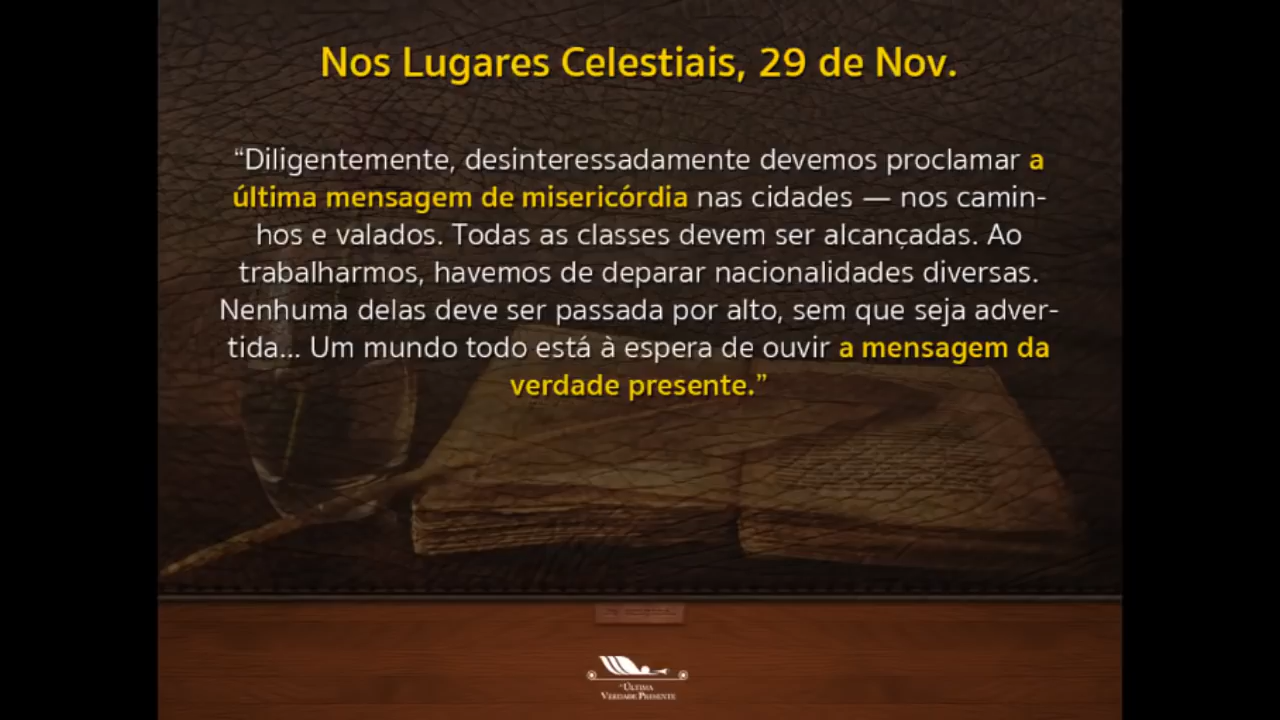 Nos Lugares Celestiais, 29 de Nov.
“Diligentemente, desinteressadamente devemos proclamar a
última mensagem de misericórdia nas cidades — nos camin-
hos e valados. Todas as classes devem ser alcançadas. Ao
trabalharmos, havemos de deparar nacionalidades diversas.
Nenhuma delas deve ser passada por alto, sem que seja adver-
tida... Um mundo todo está à espera de ouvir a mensagem da
verdade presente.”
Última
Verdade Presente